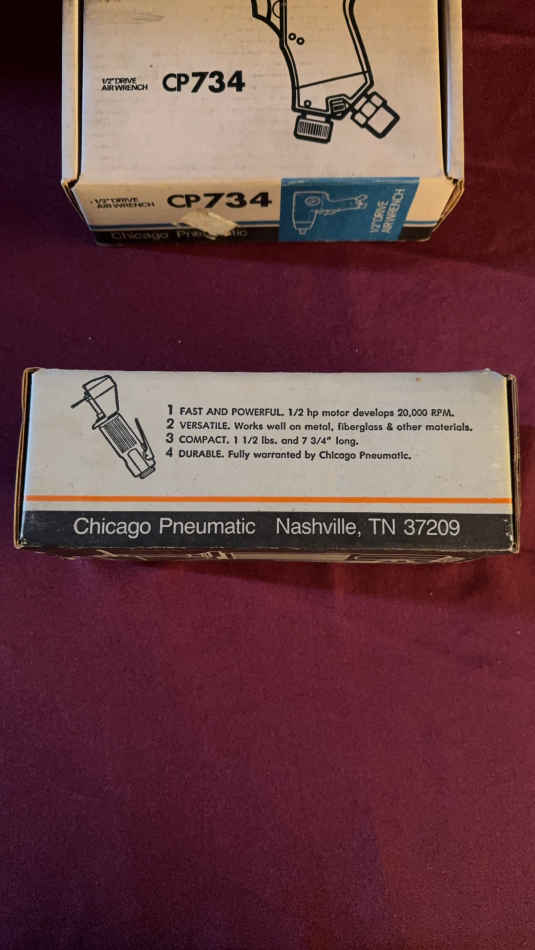 1/2" DRIVE
AIR WRENCH
CP734
1/2" DRIVE
AIR WRENCH
CP734
1/2" DRIVE
AIR WRENCH
Chicago Pneumatic
1 FAST AND POWERFUL. 1/2 hp motor develops 20,000 RPM.
2 VERSATILE. Works well on metal, fiberglass & other materials.
3 COMPACT. 1 1/2 lbs. and 7 3/4" long.
4 DURABLE. Fully warranted by Chicago Pneumatic.
Chicago Pneumatic Nashville, TN 37209